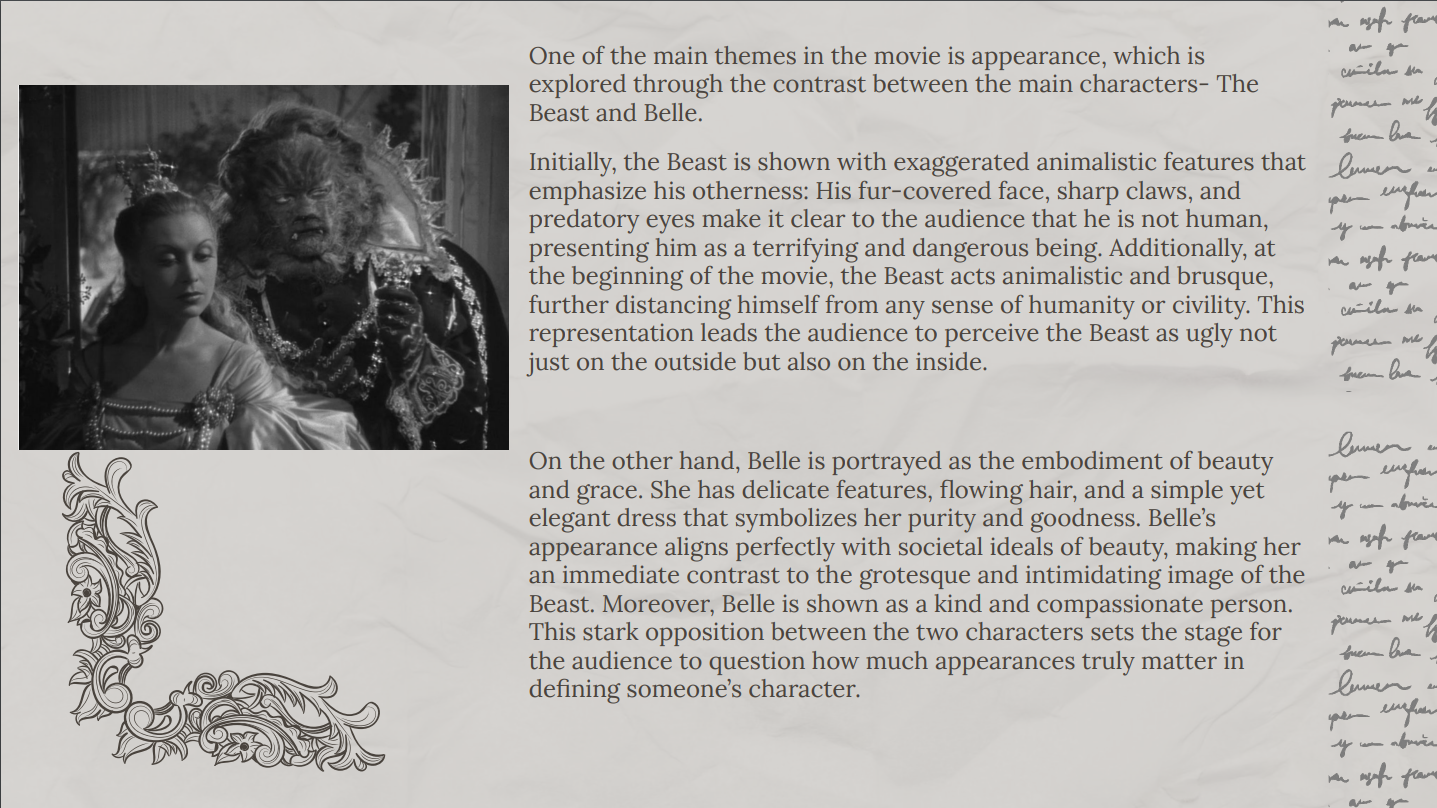 One of the main themes in the movie is appearance, which is
explored through the contrast between the main characters- The
Beast and Belle.
Initially, the Beast is shown with exaggerated animalistic features that
emphasize his otherness: His fur-covered face, sharp claws, and
predatory eyes make it clear to the audience that he is not human,
presenting him as a terrifying and dangerous being. Additionally, at
the beginning of the movie, the Beast acts animalistic and brusque,
further distancing himself from any sense of humanity or civility. This
representation leads the audience to perceive the Beast as ugly not
just on the outside but also on the inside.
On the other hand, Belle is portrayed as the embodiment of beauty
and grace. She has delicate features, flowing hair, and a simple yet
elegant dress that symbolizes her purity and goodness. Belle’s
appearance aligns perfectly with societal ideals of beauty, making her
an immediate contrast to the grotesque and intimidating image of the
Beast. Moreover, Belle is shown as a kind and compassionate person.
This stark opposition between the two characters sets the stage for
the audience to question how much appearances truly matter in
defining someone’s character.